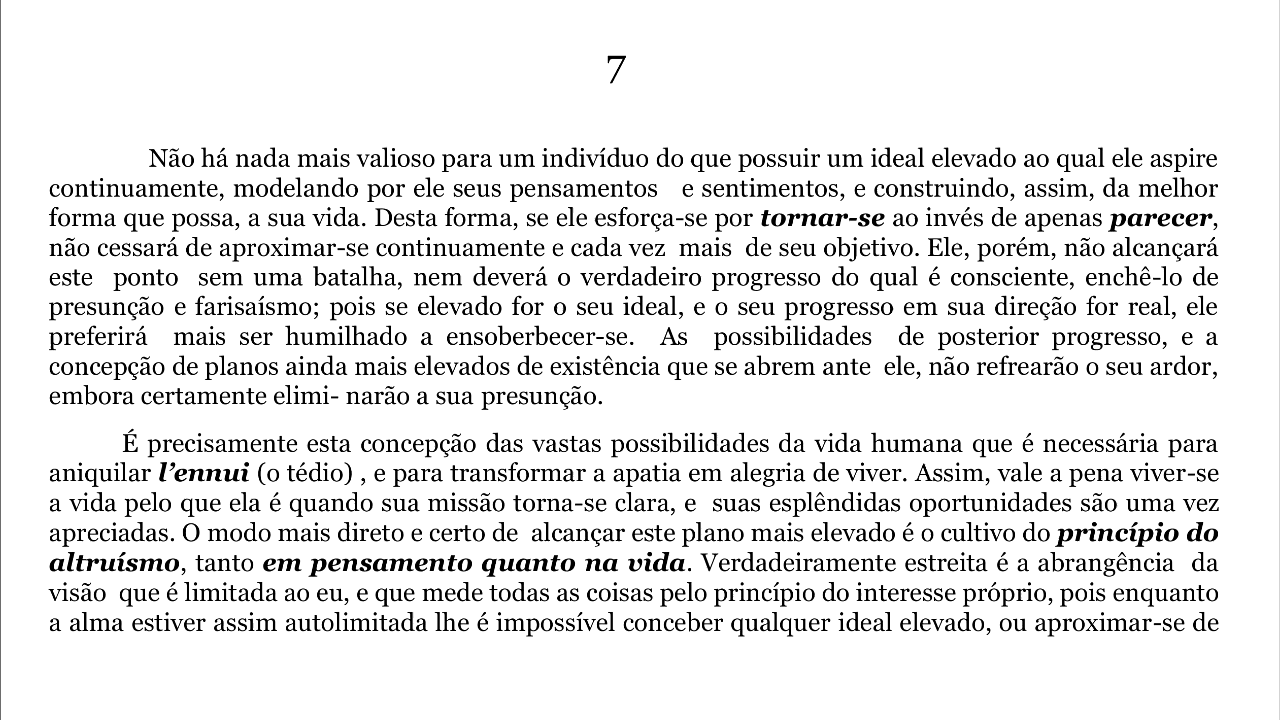 7
Não há nada mais valioso para um indivíduo do que possuir um ideal elevado ao qual ele aspire
continuamente, modelando por ele seus pensamentos e sentimentos, e construindo, assim, da melhor
forma que possa, a sua vida. Desta forma, se ele esforça-se por tornar-se ao invés de apenas parecer,
não cessará de aproximar-se continuamente e cada vez mais de seu objetivo. Ele, porém, não alcançará
este ponto sem uma batalha, nem deverá o verdadeiro progresso do qual é consciente, enchê-lo de
presunção e farisaísmo; pois se elevado for o seu ideal, e o seu progresso em sua direção for real, ele
preferirá mais ser humilhado a ensoberbecer-se. As possibilidades de posterior progresso, e a
concepção de planos ainda mais elevados de existência que se abrem ante ele, não refrearão o seu ardor,
embora certamente elimi- narão a sua presunção.
É precisamente esta concepção das vastas possibilidades da vida humana que é necessária para
aniquilar l’ennui (o tédio) , e para transformar a apatia em alegria de viver. Assim, vale a pena viver-se
a vida pelo que ela é quando sua missão torna-se clara, e suas esplêndidas oportunidades são uma vez
apreciadas. O modo mais direto e certo de alcançar este plano mais elevado é o cultivo do princípio do
altruísmo, tanto em pensamento quanto na vida. Verdadeiramente estreita é a abrangência da
visão que é limitada ao eu, e que mede todas as coisas pelo princípio do interesse próprio, pois enquanto
a alma estiver assim autolimitada lhe é impossível conceber qualquer ideal elevado, ou aproximar-se de